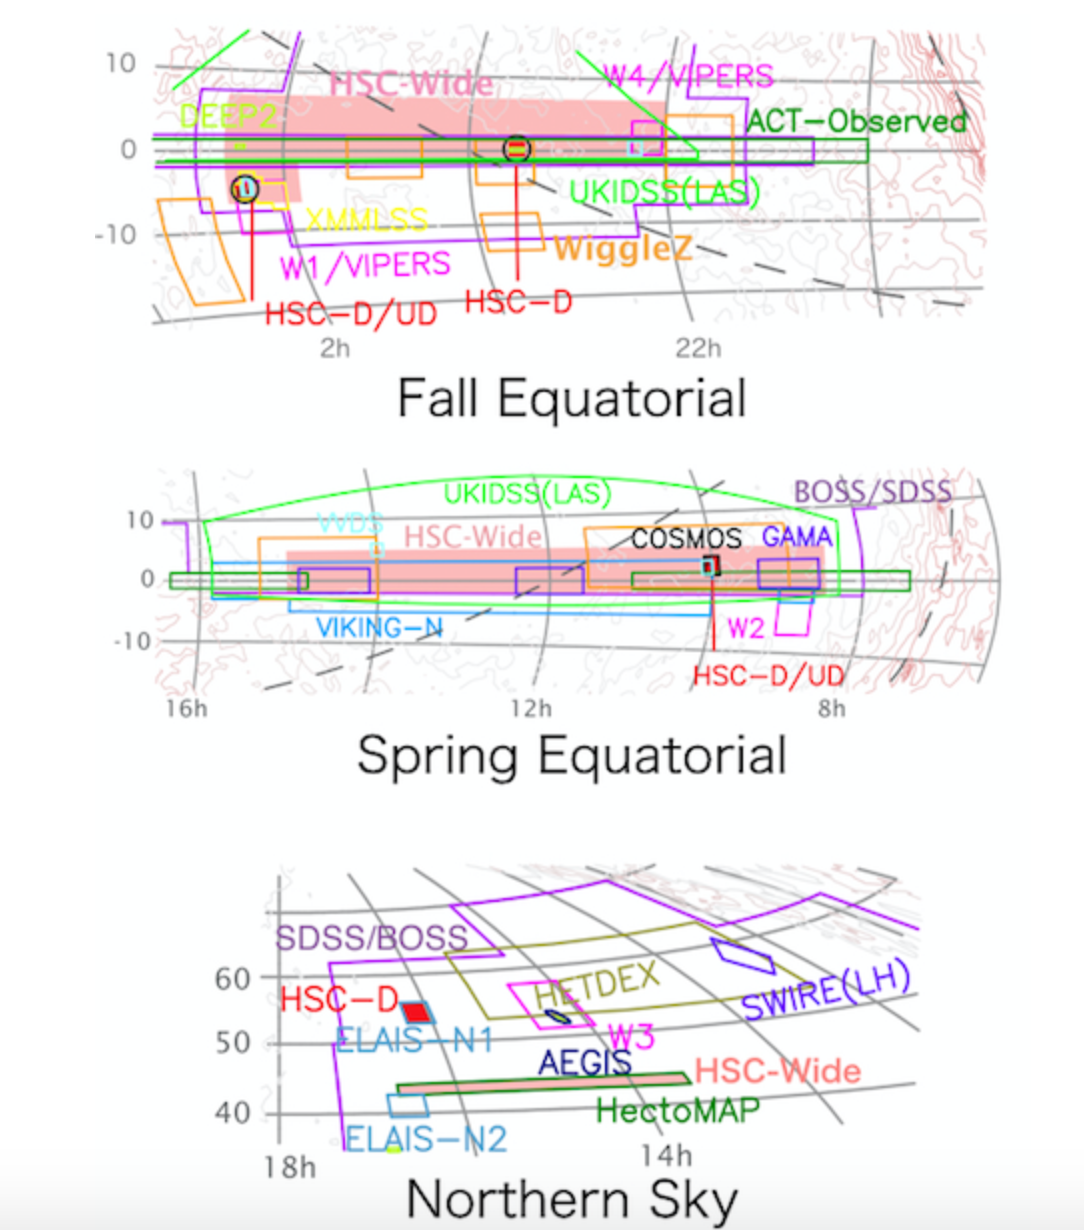 10
HSC-Wide
W4/VIPERS
DEEP2
ACT-Observed
0
UKIDSS(LAS)
XMMLSS
-10
WiggleZ
W1/VIPERS
HSC-D/UD
HSC-D
2h
22h
Fall Equatorial
UKIDSS(LAS)
BOSS/SDSS
10
VVDS
HSC-Wide
COSMOS
GAMA
0
VIKING-N
W2
-10
HSC-D/UD
16h
12h
8h
Spring Equatorial
SDSS/BOSS
60
HETDEX
SWIRE(LH)
HSC-D
ELAIS-N1
50
W3
AEGIS
HSC-Wide
40
HectoMAP
ELAIS-N2
18h
14h
Northern Sky